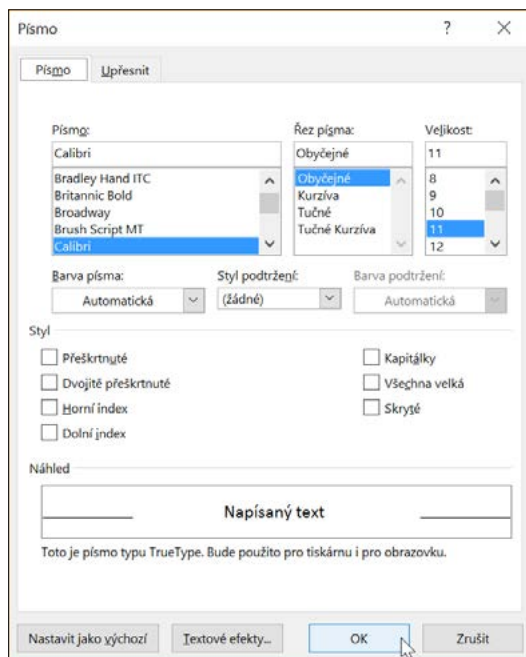 Písmo ?
Písmo Upřesnit
Písmo: Řez písma: Velikost:
Calibri Obyčejné 11
Bradley Hand ITC Obyčejné 8
Britannic Bold Kurzíva 9
Broadway Tučné 10
Brush Script MT Tučné Kurzíva 11
Calibri 12
Barva písma: Styl podtržení: Barva podtržení:
Automatická (žádné) Automatická
Styl
Přeškrtnuté Kapitálky
Dvojitě přeškrtnuté Všechna velká
Horní index Skryté
Dolní index
Náhled
Napísaný text
Toto je písmo typu TrueType. Bude použito pro tiskárnu i pro obrazovku.
Nastavit jako výchozí Textové efekty... OK Zrušit